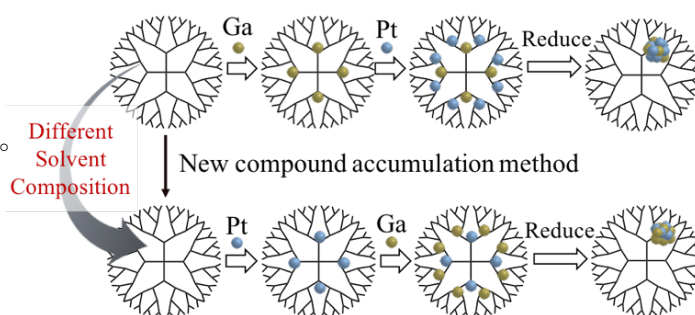 Ga
Pt
Reduce
Different
Solvent
Composition
New compound accumulation method
Pt
Ga
Reduce